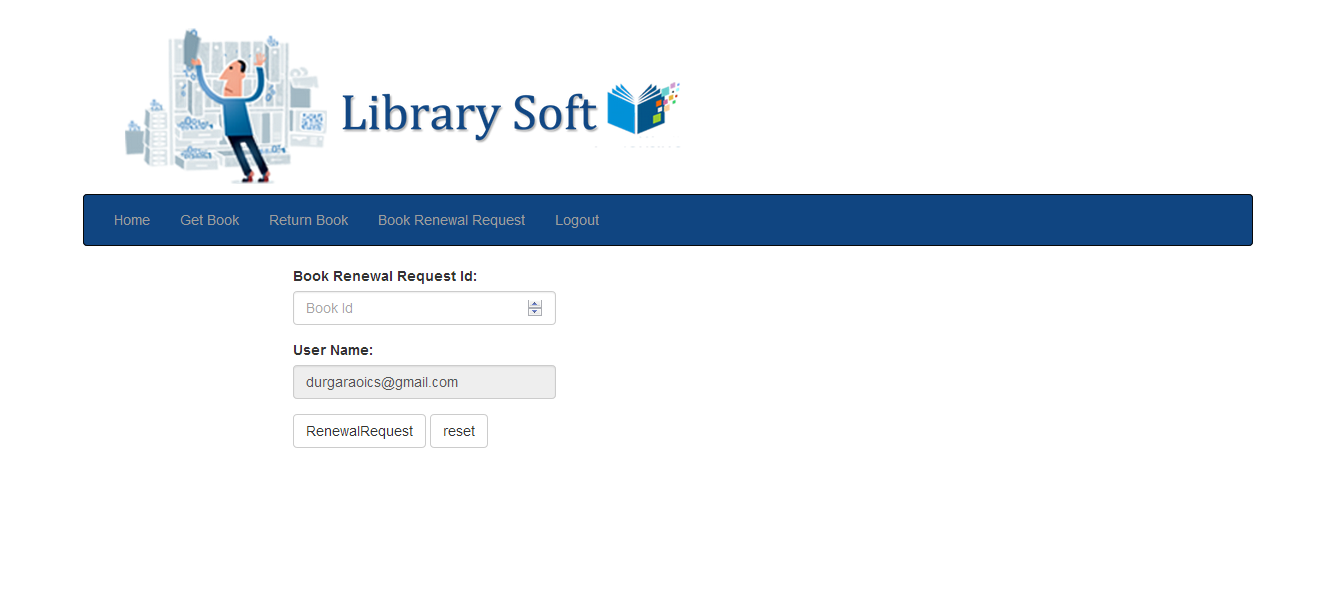 Library Soft
Home Get Book Return Book Book Renewal Request Logout
Book Renewal Request Id:
Book Id
User Name:
durgaraoics@gmail.com
RenewalRequest reset